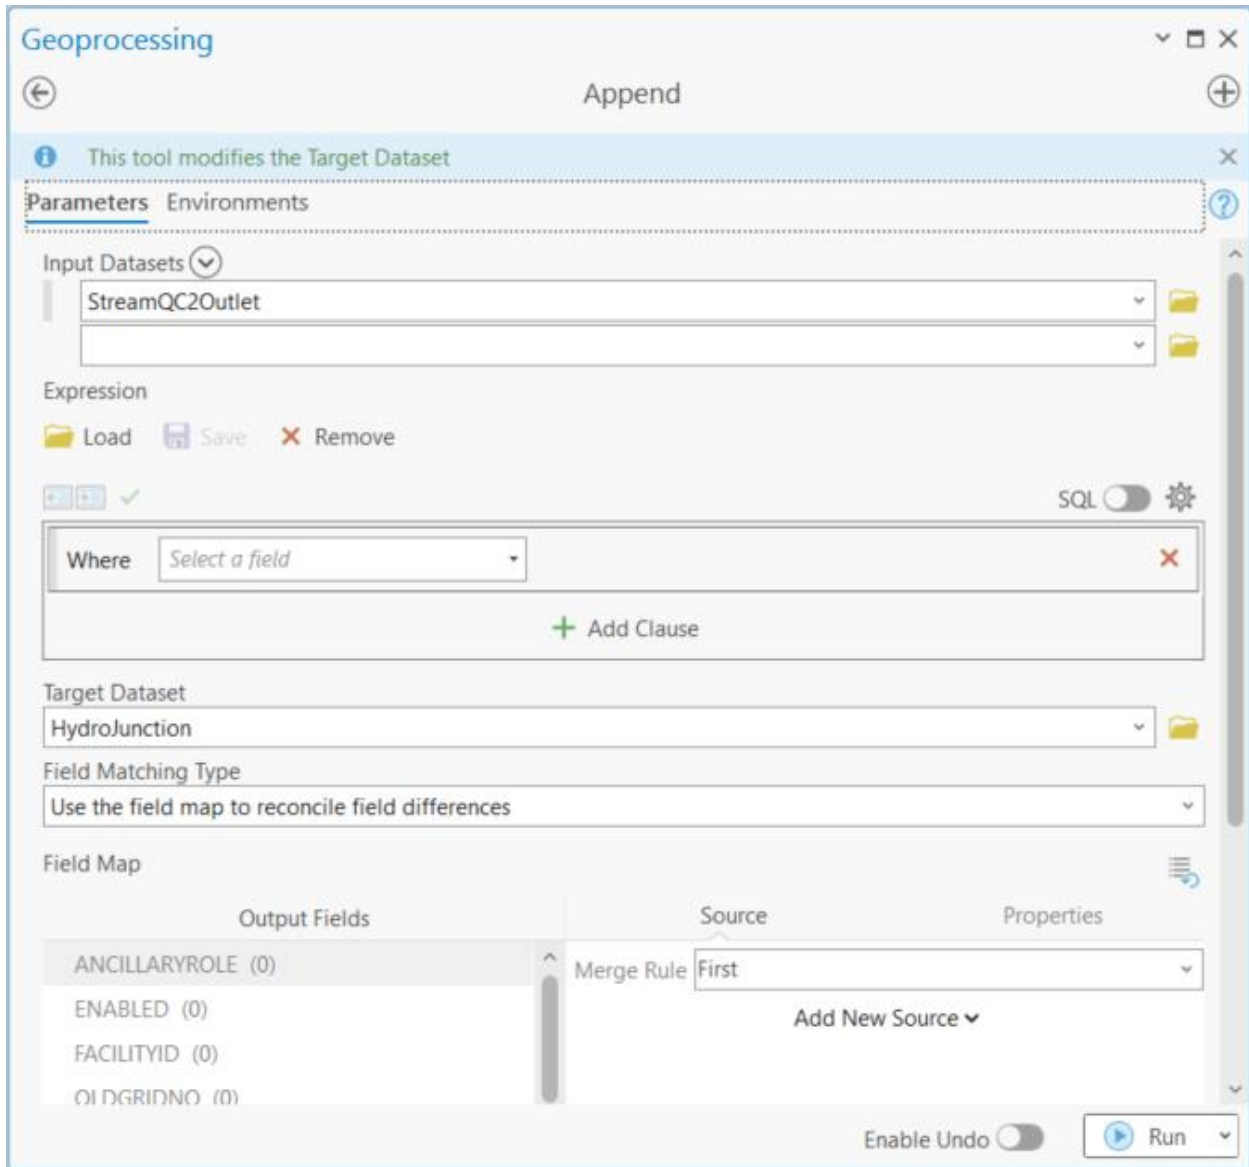 Geoprocessing
Append
This tool modifies the Target Dataset
Parameters Environments
Input Datasets
StreamQC2Outlet
Expression
Load Save Remove
SQL
Where Select a field
Add Clause
Target Dataset
HydroJunction
Field Matching Type
Use the field map to reconcile field differences
Field Map
Output Fields Source Properties
ANCILLARYROLE (0) Merge Rule First
ENABLED (0) Add New Source
FACILITYID (0)
OLDGRIDNO (0)
Enable Undo Run